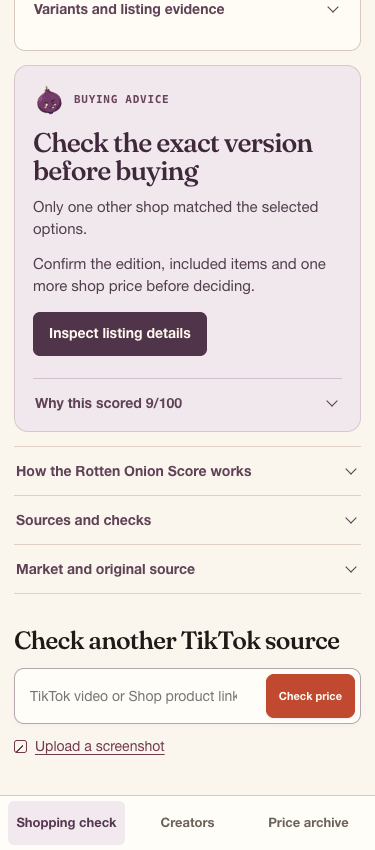 Variants and listing evidence
BUYING ADVICE
Check the exact version
before buying
Only one other shop matched the selected
options.
Confirm the edition, included items and one
more shop price before deciding.
Inspect listing details
Why this scored 9/100
How the Rotten Onion Score works
Sources and checks
Market and original source
Check another TikTok source
TikTok video or Shop product link
Check price
Upload a screenshot
Shopping check
Creators
Price archive